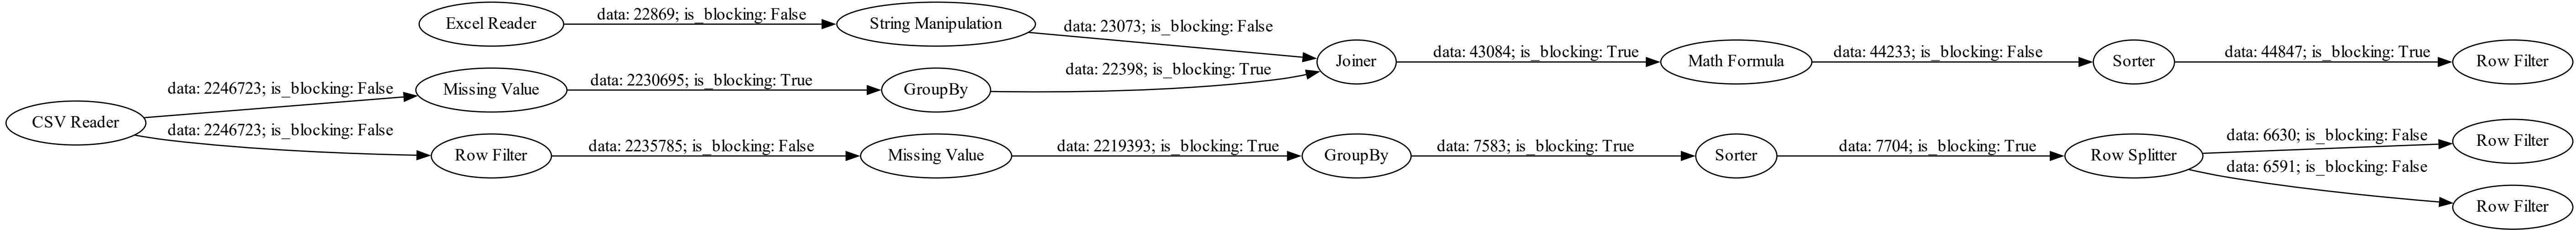 Excel Reader
data: 22869; is_blocking: False
String Manipulation
data: 23073; is_blocking: False
Joiner
data: 43084; is_blocking: True
Math Formula
data: 44233; is_blocking: False
Sorter
data: 44847; is_blocking: True
Row Filter
CSV Reader
data: 2246723; is_blocking: False
Missing Value
data: 2230695; is_blocking: True
GroupBy
data: 22398; is_blocking: True
data: 2246723; is_blocking: False
Row Filter
data: 2235785; is_blocking: False
Missing Value
data: 2219393; is_blocking: True
GroupBy
data: 7583; is_blocking: True
Sorter
data: 7704; is_blocking: True
Row Splitter
data: 6630; is_blocking: False
Row Filter
data: 6591; is_blocking: False
Row Filter